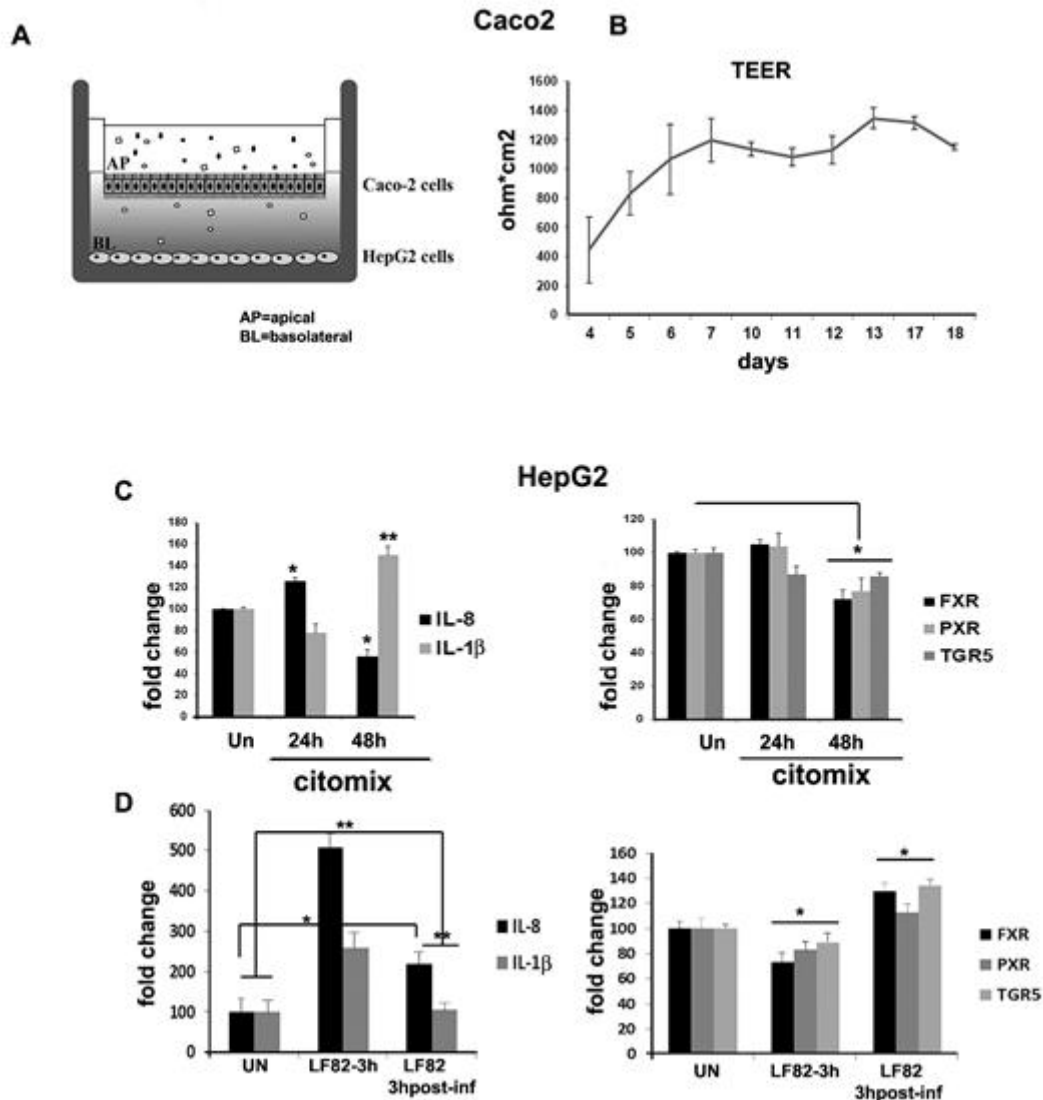 Caco2
A
AP
Caco-2 cells
BL
HepG2 cells
AP=apical
BL=basolateral
B
TEER
ohm*cm2
1600
1400
1200
1000
800
600
400
200
0
4 5 6 7 10 11 12 13 17 18
days
HepG2
C
fold change
180
160
140
120
100
80
60
40
20
0
* * **
IL-8
IL-1β
Un 24h 48h
citomix
fold change
120
100
80
60
40
20
0
*
FXR
PXR
TGR5
Un 24h 48h
citomix
D
fold change
600
500
400
300
200
100
0
**
*
**
IL-8
IL-1β
UN LF82-3h LF82
3hpost-inf
fold change
160
140
120
100
80
60
40
20
0
* *
FXR
PXR
TGR5
UN LF82-3h LF82
3hpost-inf